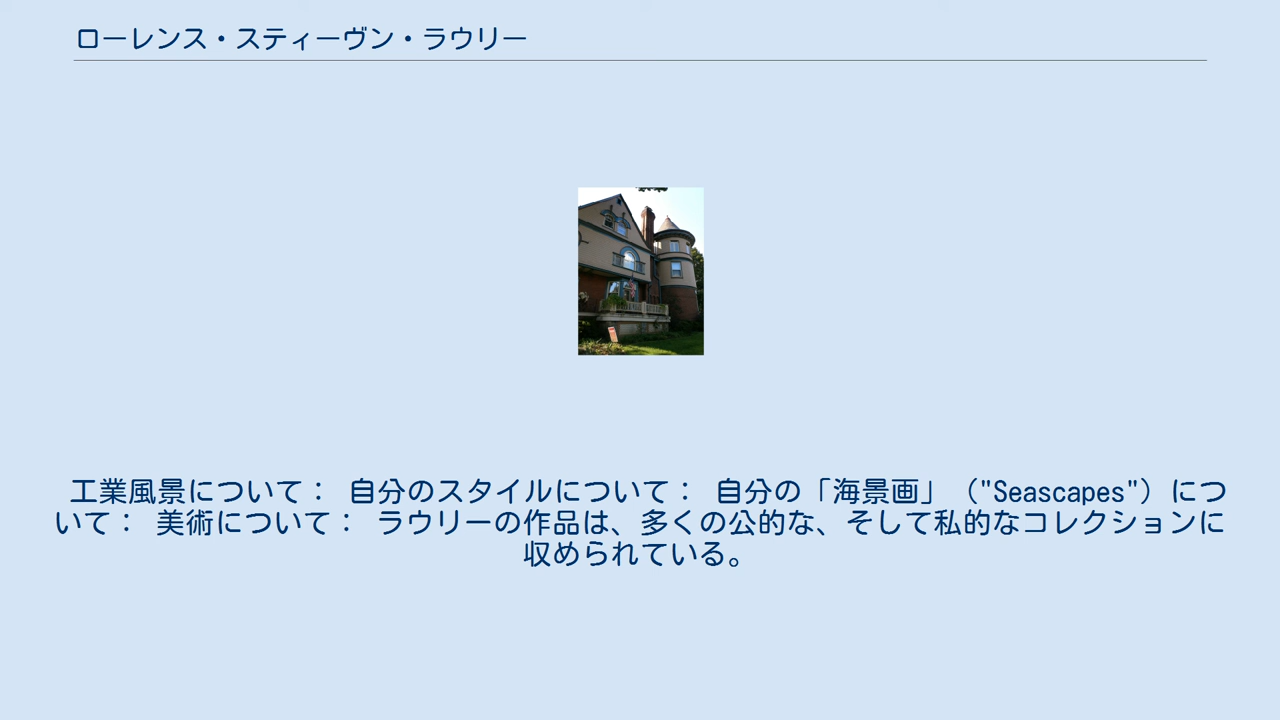 ローレンス・スティーヴン・ラウリー
工業風景について： 自分のスタイルについて： 自分の「海景画」（"Seascapes"）につ
いて： 美術について： ラウリーの作品は、多くの公的な、そして私的なコレクションに
収められている。